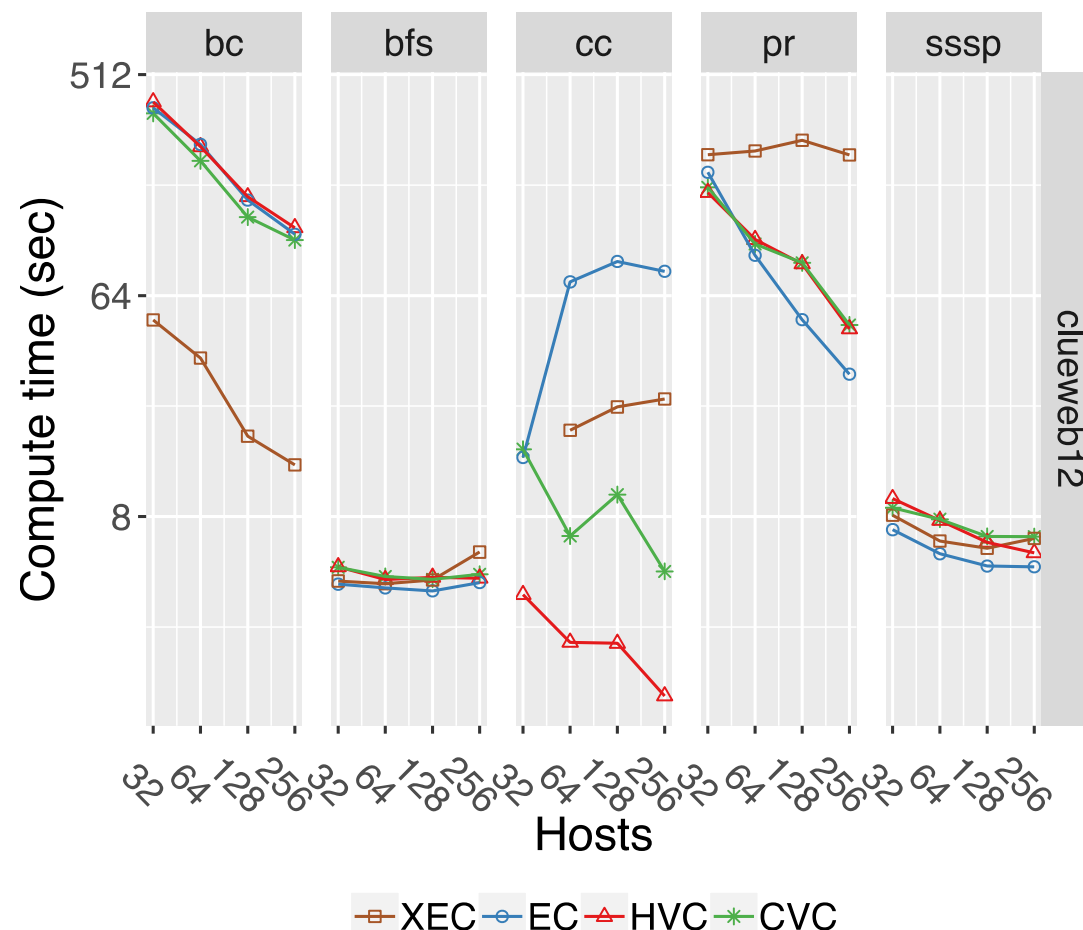 bc bfs cc pr sssp
512
64
8
Compute time (sec)
clueweb12
32 64 128 256 32 64 128 256 32 64 128 256 32 64 128 256 32 64 128 256
Hosts
XEC EC HVC CVC